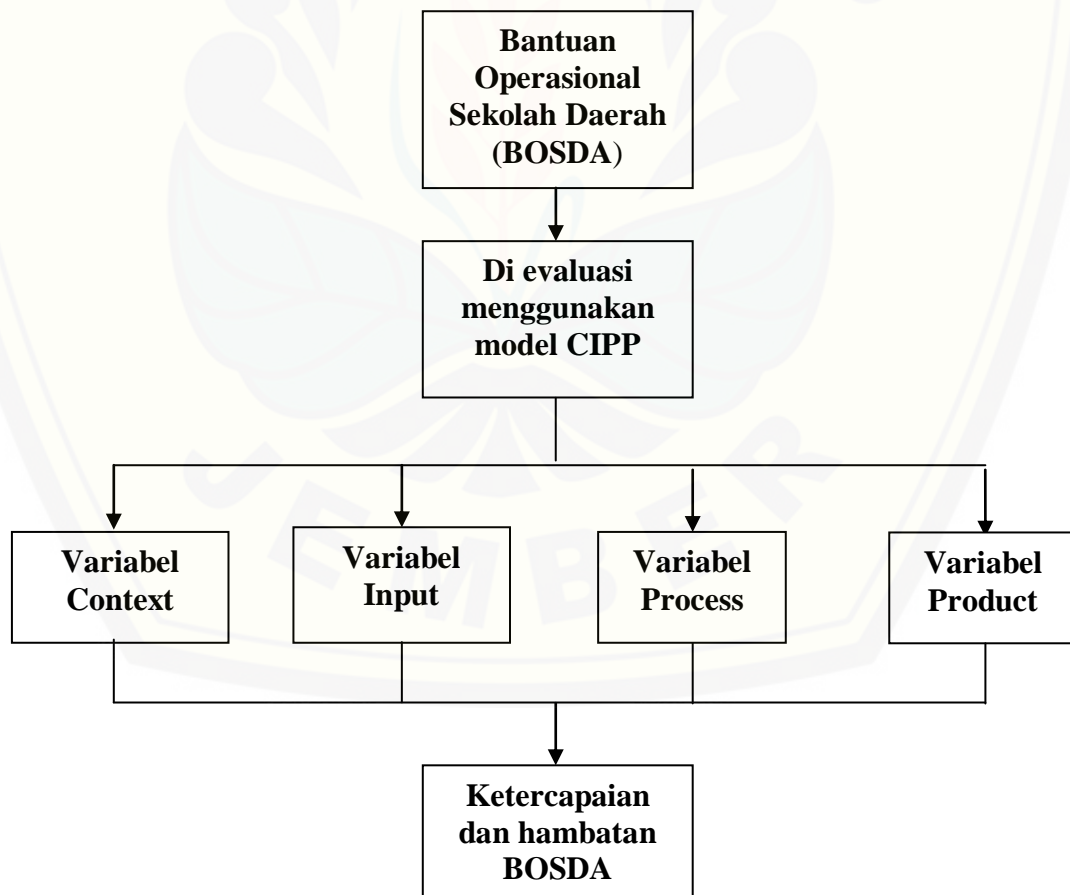 Bantuan
Operasional
Sekolah Daerah
(BOSDA)
Di evaluasi
menggunakan
model CIPP
Variabel
Context
Variabel
Input
Variabel
Process
Variabel
Product
Ketercapaian
dan hambatan
BOSDA
JEMBER